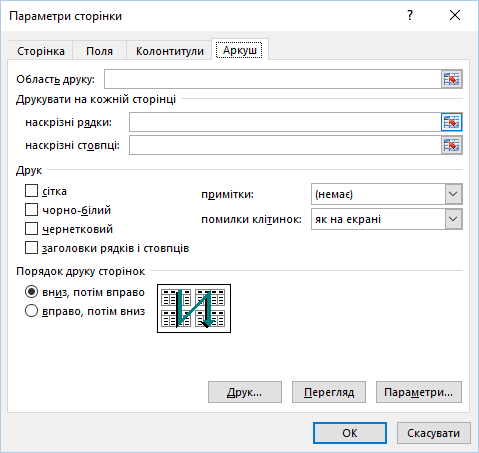 Параметри сторінки
Сторінка Поля Колонтитули Аркуш
Область друку:
Друкувати на кожній сторінці
наскрізні рядки:
наскрізні стовпці:
Друк
сітка примітки: (немає)
чорно-білий помилки клітинок: як на екрані
чернетковий
заголовки рядків і стовпців
Порядок друку сторінок
вниз, потім вправо
вправо, потім вниз
Друк... Перегляд Параметри...
OK Скасувати